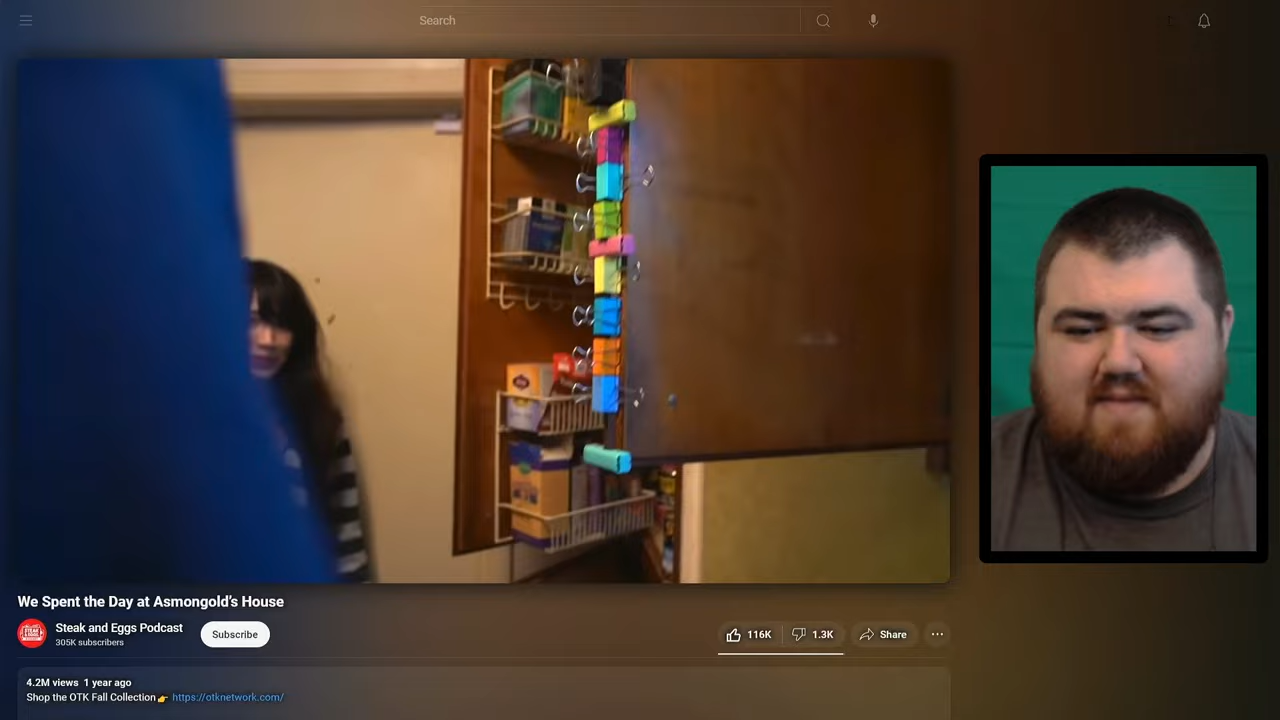 Search
We Spent the Day at Asmongold's House
Steak and Eggs Podcast
305K subscribers
Subscribe
116K
1.3K
Share
4.2M views 1 year ago
Shop the OTK Fall Collection👉 https://otknetwork.com/